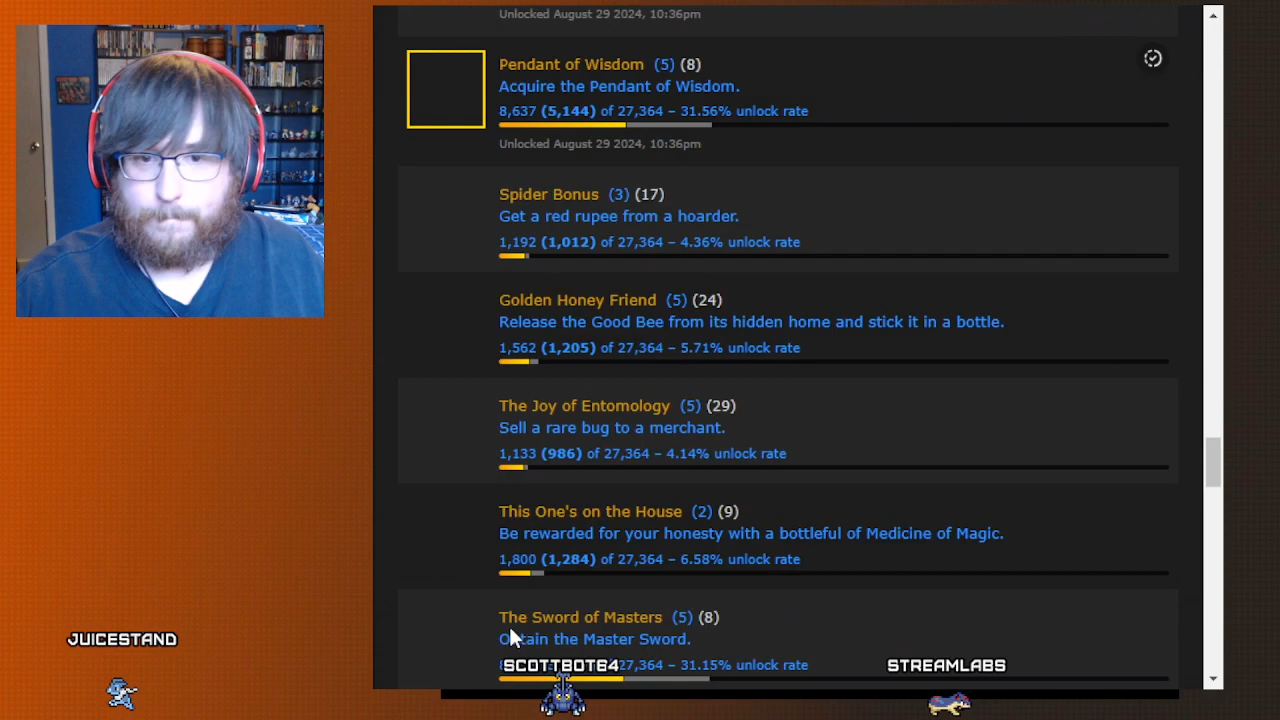 Unlocked August 29 2024, 10:36pm
Pendant of Wisdom (5) (8)
Acquire the Pendant of Wisdom.
8,637 (5,144) of 27,364 – 31.56% unlock rate
Unlocked August 29 2024, 10:36pm
Spider Bonus (3) (17)
Get a red rupee from a hoarder.
1,192 (1,012) of 27,364 – 4.36% unlock rate
Golden Honey Friend (5) (24)
Release the Good Bee from its hidden home and stick it in a bottle.
1,562 (1,205) of 27,364 – 5.71% unlock rate
The Joy of Entomology (5) (29)
Sell a rare bug to a merchant.
1,133 (986) of 27,364 – 4.14% unlock rate
This One's on the House (2) (9)
Be rewarded for your honesty with a bottleful of Medicine of Magic.
1,800 (1,284) of 27,364 – 6.58% unlock rate
The Sword of Masters (5) (8)
Obtain the Master Sword.
27,364 – 31.15% unlock rate
JUICESTAND
SCOTTBOT64
STREAMLABS